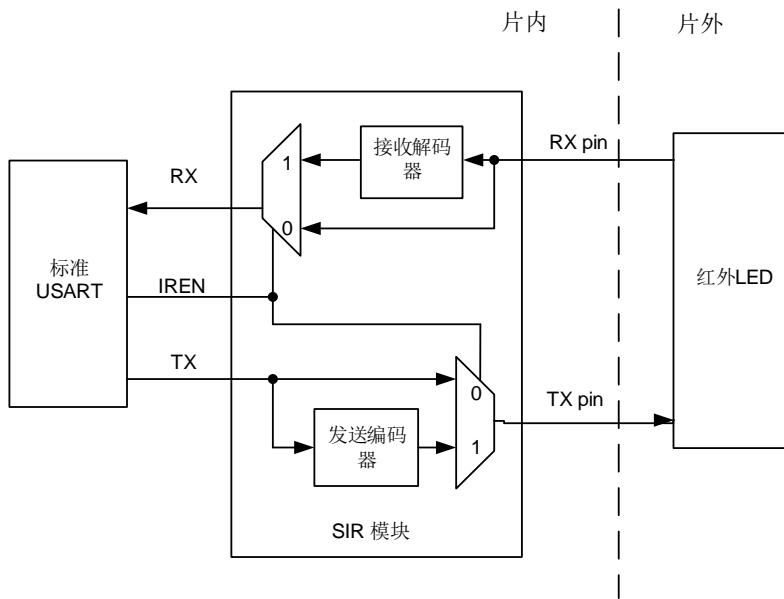 片内
片外
接收解码
器
RX pin
1
RX
0
标准
USART
IREN
红外LED
TX
0
TX pin
发送编码
器
1
SIR 模块